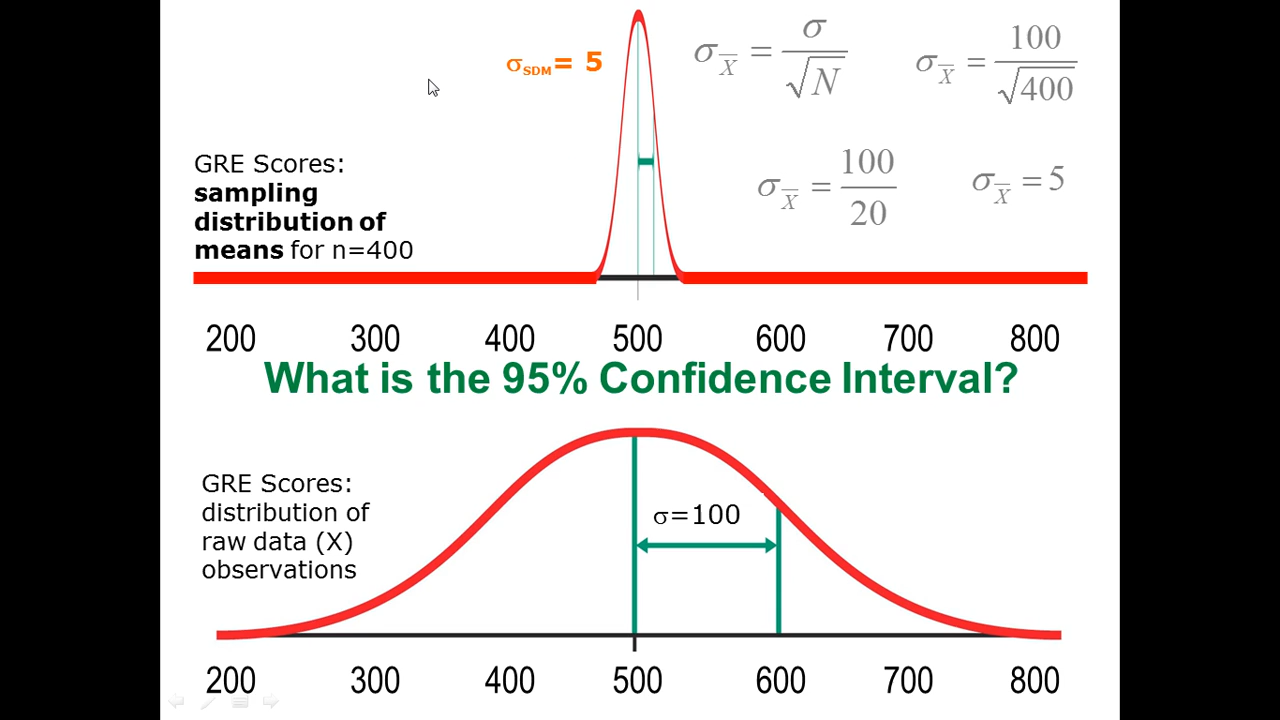 σSDM= 5
σX̅ = σ/√N
σX̅ = 100/√400
GRE Scores:
sampling
distribution of
means for n=400
σX̅ = 100/20
σX̅ = 5
200 300 400 500 600 700 800
What is the 95% Confidence Interval?
GRE Scores:
distribution of
raw data (X)
observations
σ=100
200 300 400 500 600 700 800